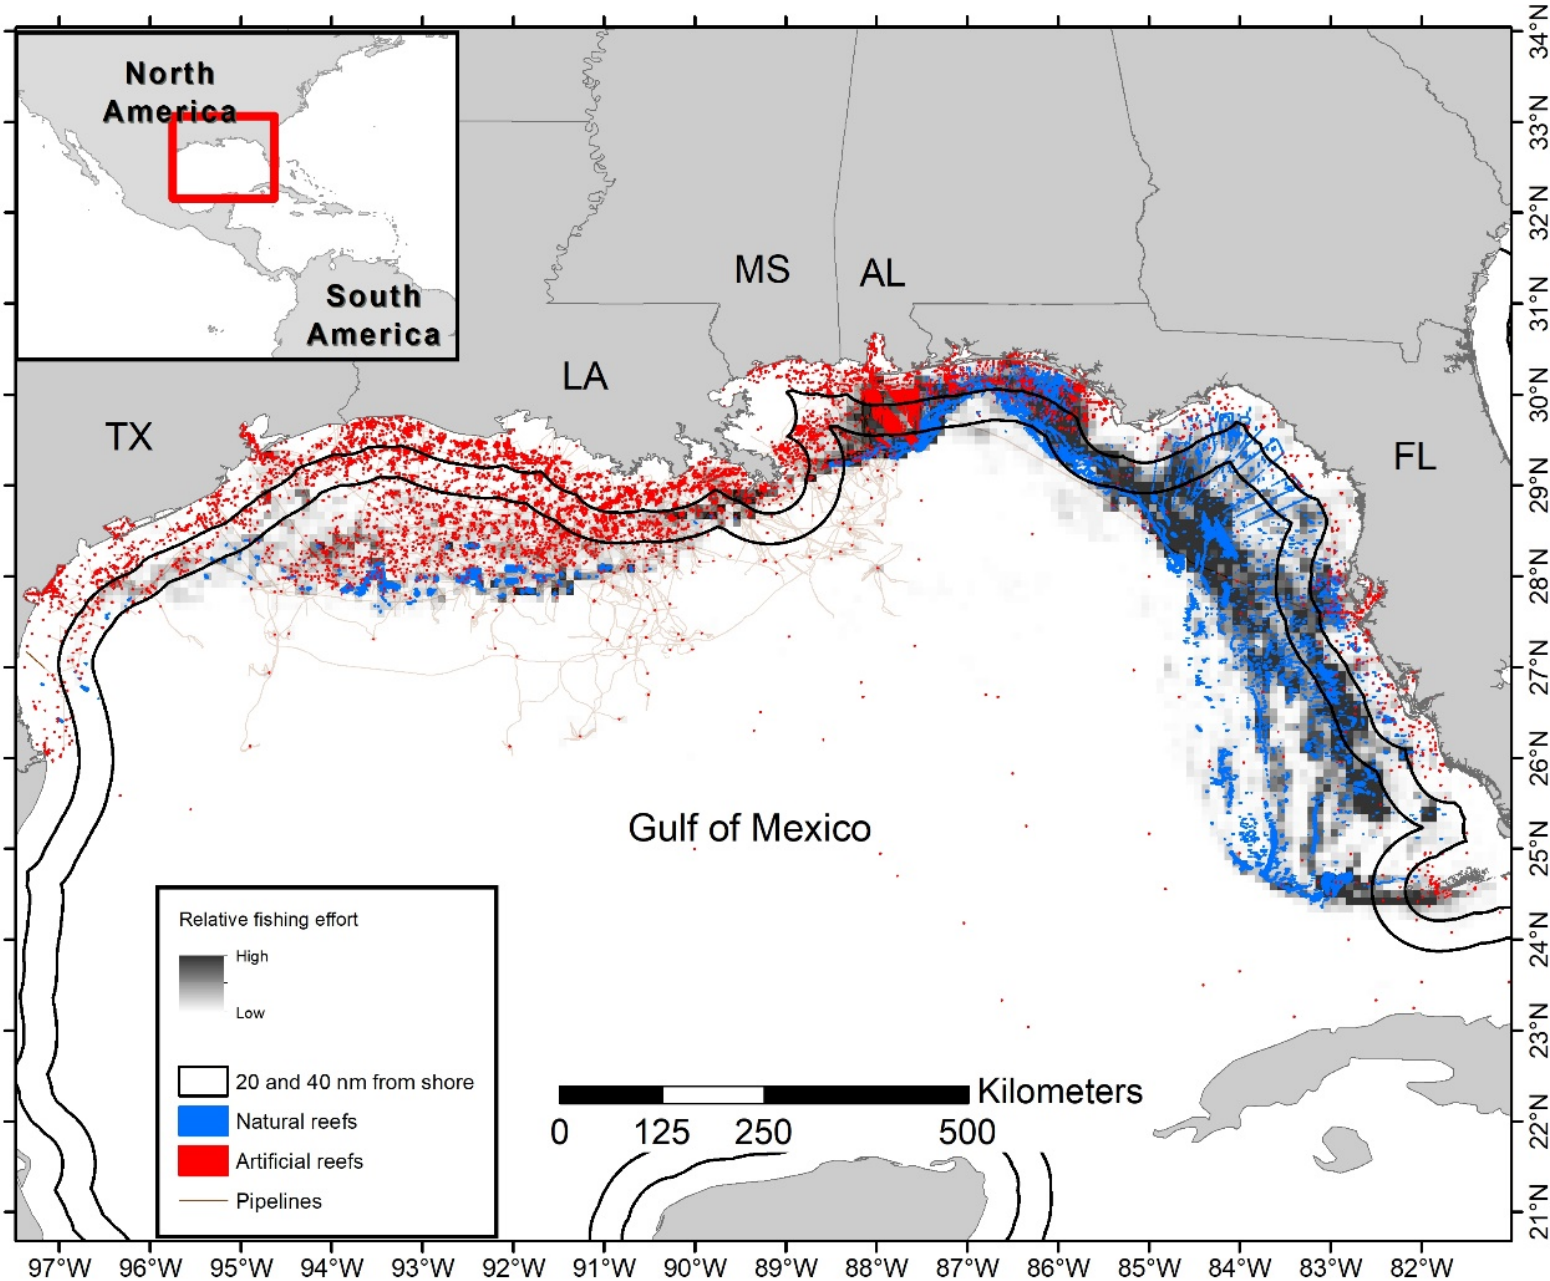 North
America
South
America
MS
AL
LA
TX
FL
Gulf of Mexico
Relative fishing effort
High
Low
20 and 40 nm from shore
Natural reefs
Artificial reefs
Pipelines
Kilometers
0 125 250 500
34°N
33°N
32°N
31°N
30°N
29°N
28°N
27°N
26°N
25°N
24°N
23°N
22°N
21°N
97°W 96°W 95°W 94°W 93°W 92°W 91°W 90°W 89°W 88°W 87°W 86°W 85°W 84°W 83°W 82°W